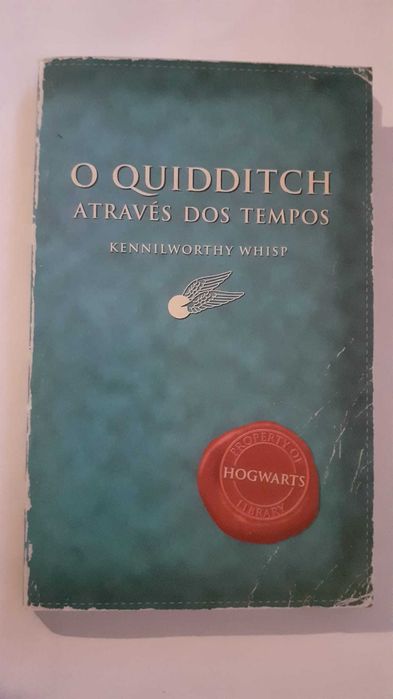 O QUIDDITCH
ATRAVÉS DOS TEMPOS
KENNILWORTHY WHISP
PROPERTY OF
HOGWARTS
LIBRARY